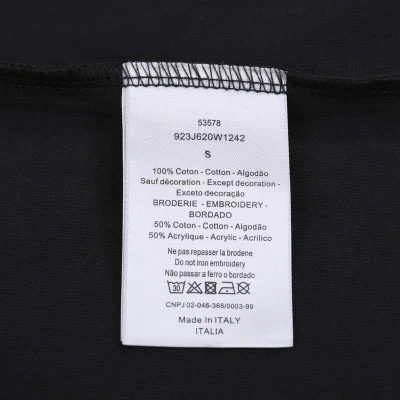 53578
923J620W1242
S
100% Coton - Cotton - Algodão
Sauf décoration - Except decoration -
Exceto decoração
BRODERIE - EMBROIDERY -
BORDADO
50% Coton - Cotton - Algodão
50% Acrylique - Acrylic - Acrilico
Ne pas repasser la brodene
Do not iron embroidery
Não passar a ferro o bordado
30
CNPJ 02-046-366/0003-99
Made in ITALY
ITALIA